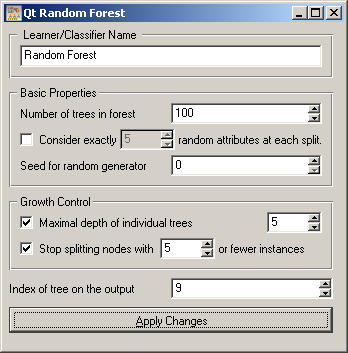 Qt Random Forest
Learner/Classifier Name
Random Forest
Basic Properties
Number of trees in forest 100
Consider exactly 5 random attributes at each split.
Seed for random generator 0
Growth Control
Maximal depth of individual trees 5
Stop splitting nodes with 5 or fewer instances
Index of tree on the output 9
Apply Changes